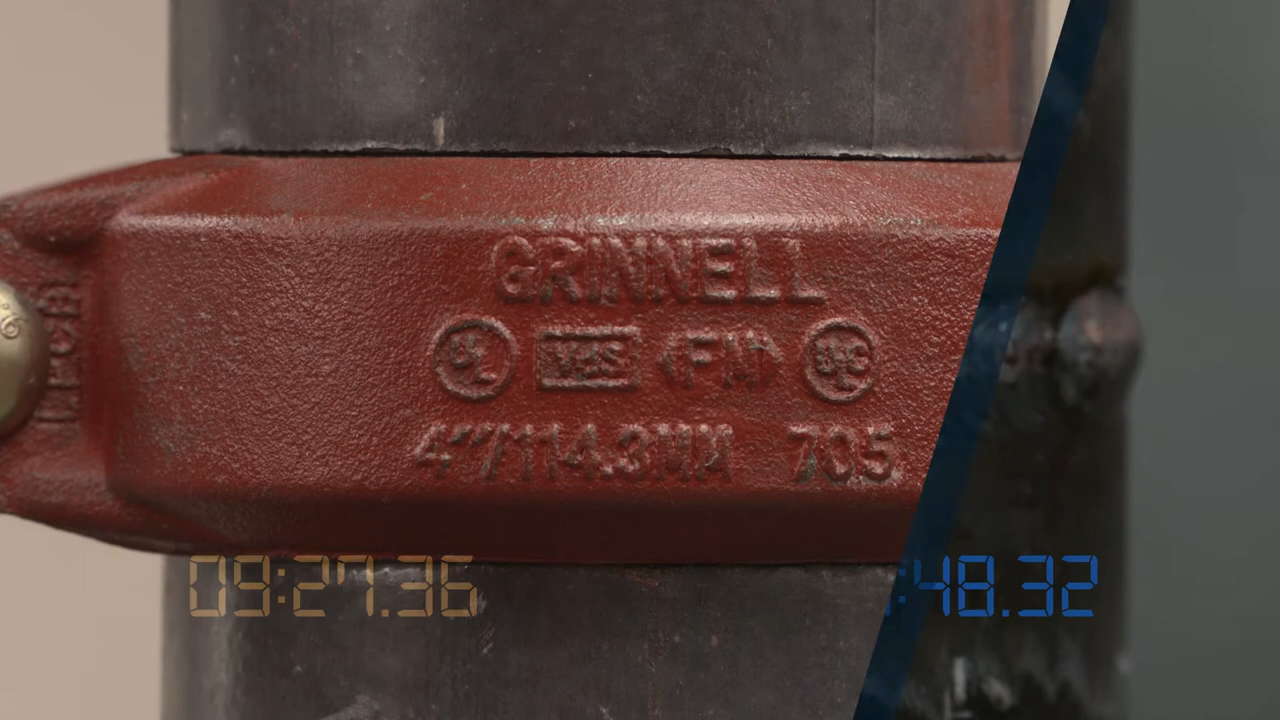 GRINNELL
UL VdS <FM> ULC
4"/114.3MM 705
09:27.36
:48.32